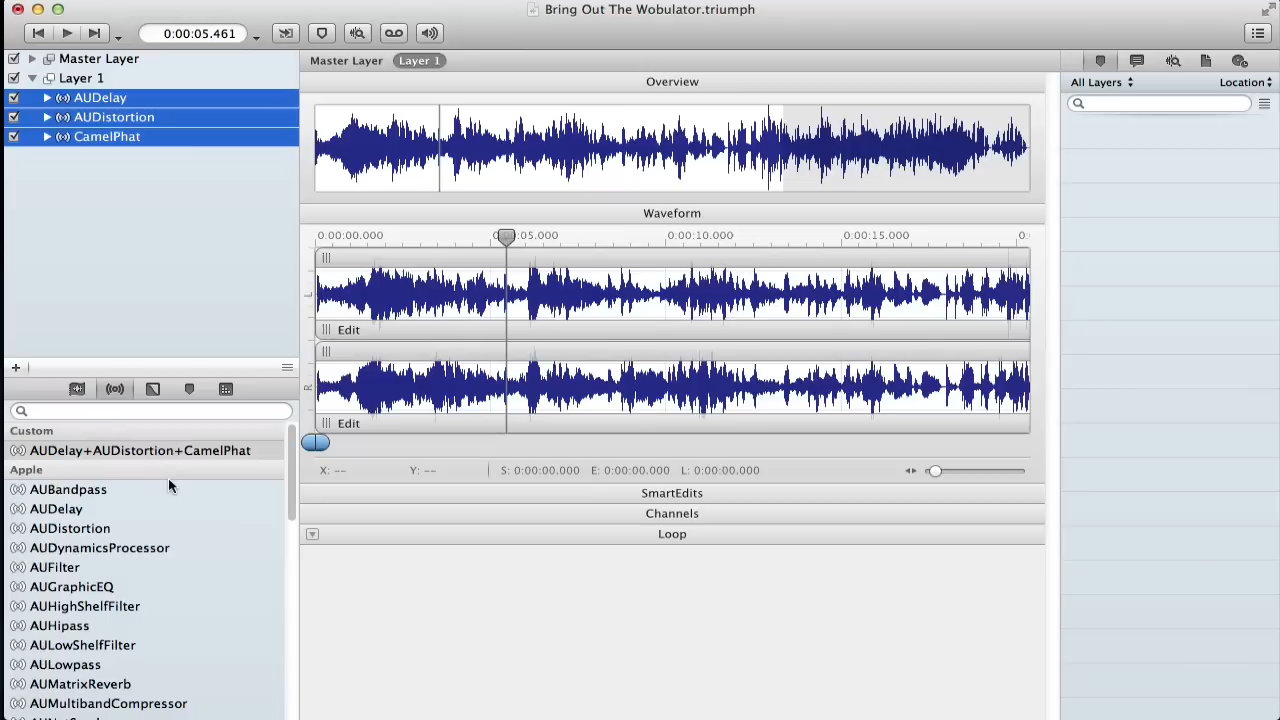 Bring Out The Wobulator.triumph
0:00:05.461
Master Layer
Layer 1
AUDelay
AUDistortion
CamelPhat
Master Layer
Layer 1
Overview
Waveform
0:00:00.000
:05.000
0:00:10.000
0:00:15.000
0:
L
Edit
R
Edit
X: --
Y: --
S: 0:00:00.000
E: 0:00:00.000
L: 0:00:00.000
SmartEdits
Channels
Loop
All Layers
Location
Custom
AUDelay+AUDistortion+CamelPhat
Apple
AUBandpass
AUDelay
AUDistortion
AUDynamicsProcessor
AUFilter
AUGraphicEQ
AUHighShelfFilter
AUHipass
AULowShelfFilter
AULowpass
AUMatrixReverb
AUMultibandCompressor